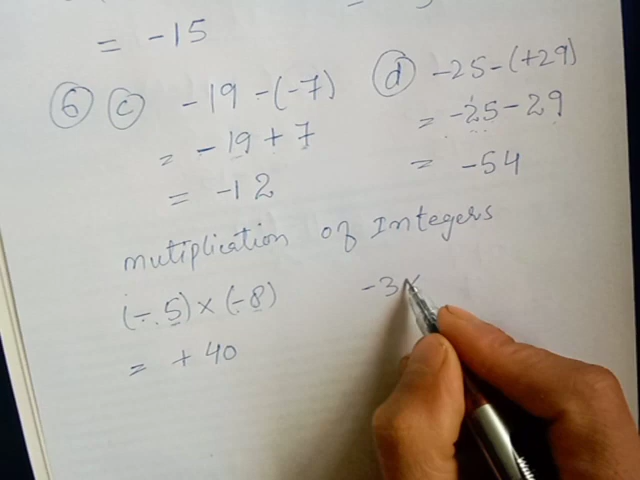 = -15
6 c -19 -(-7)
= -19 + 7
= -12
d -25 -(+29)
= -25 - 29
= -54
mutiplication of Integers
(-5) × (-8)
= + 40
-3×